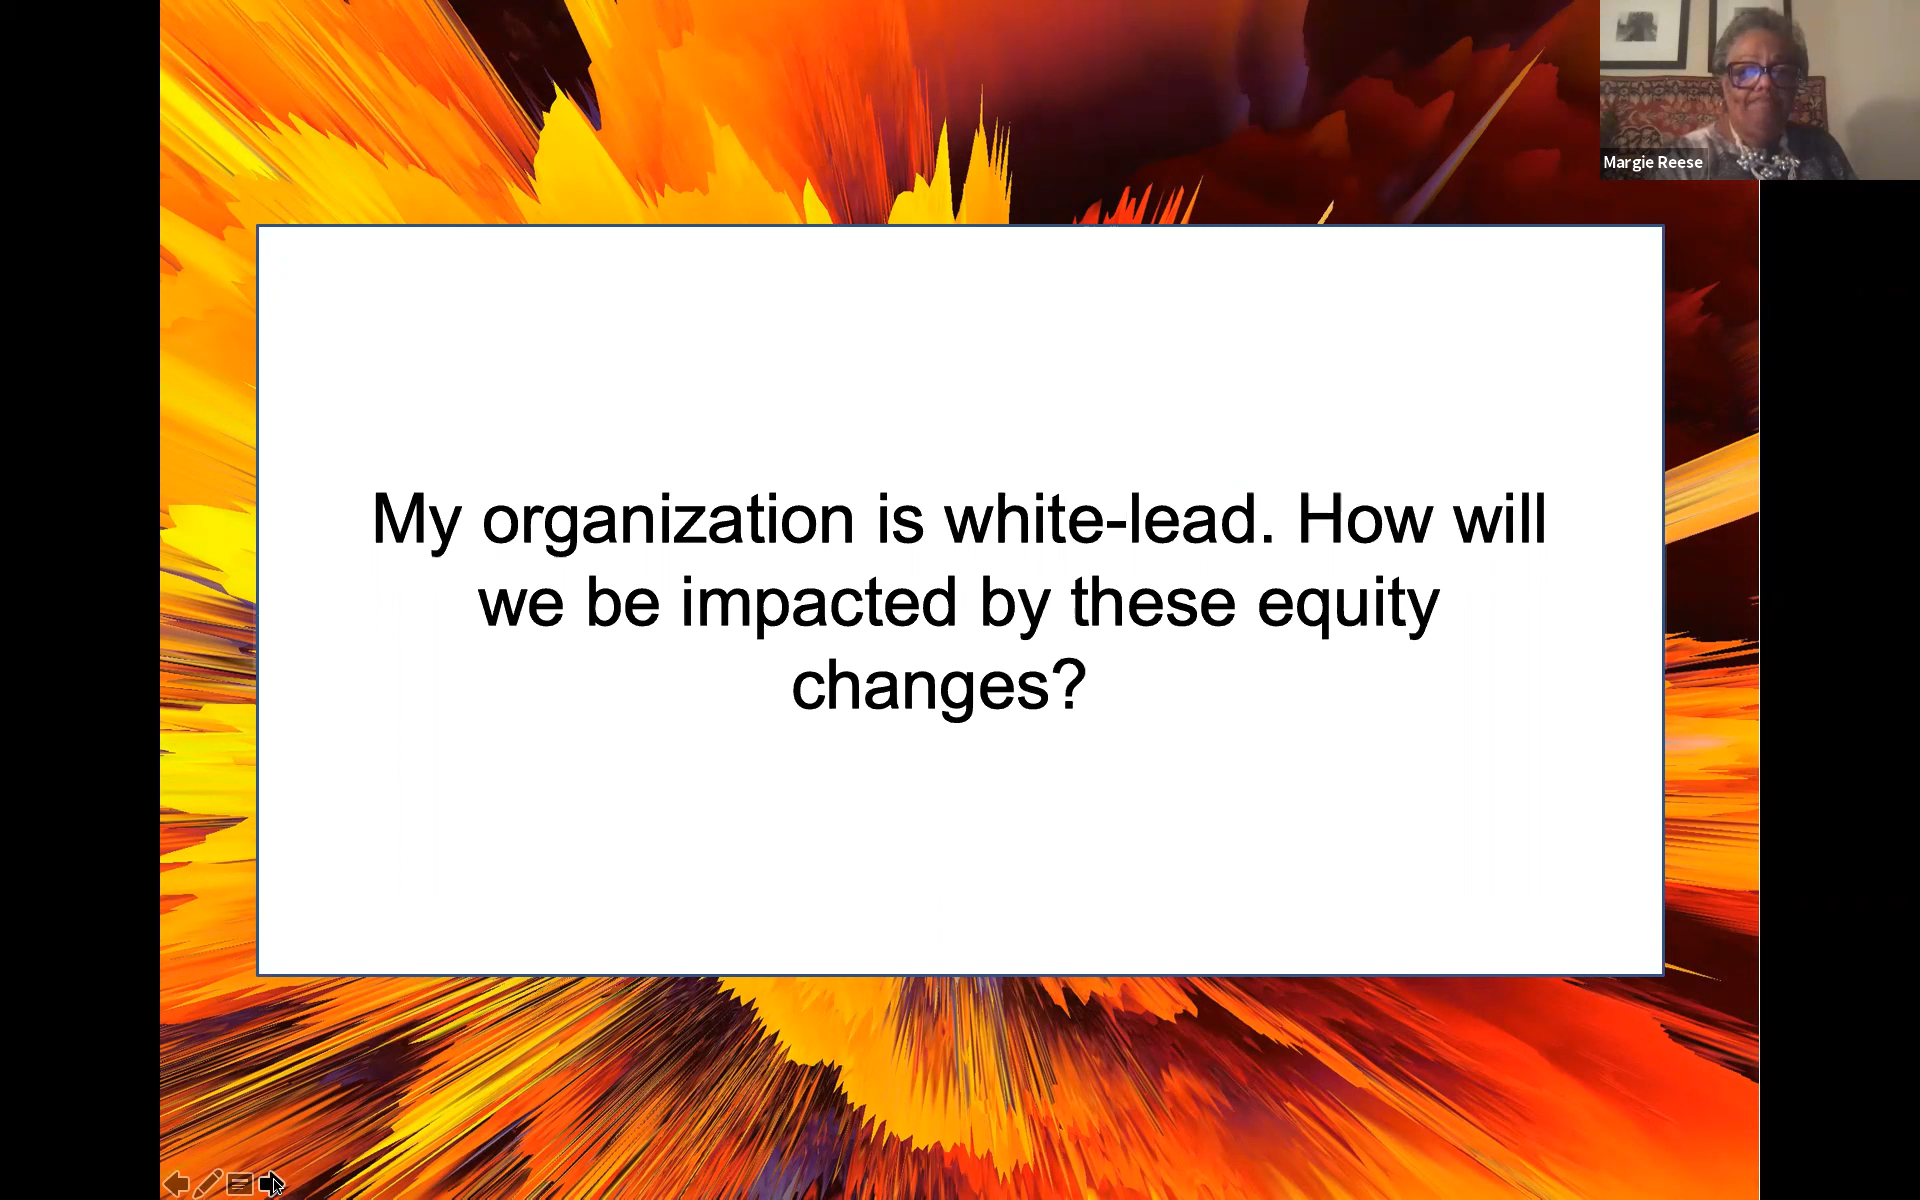 Margie Reese
My organization is white-lead. How will
we be impacted by these equity
changes?